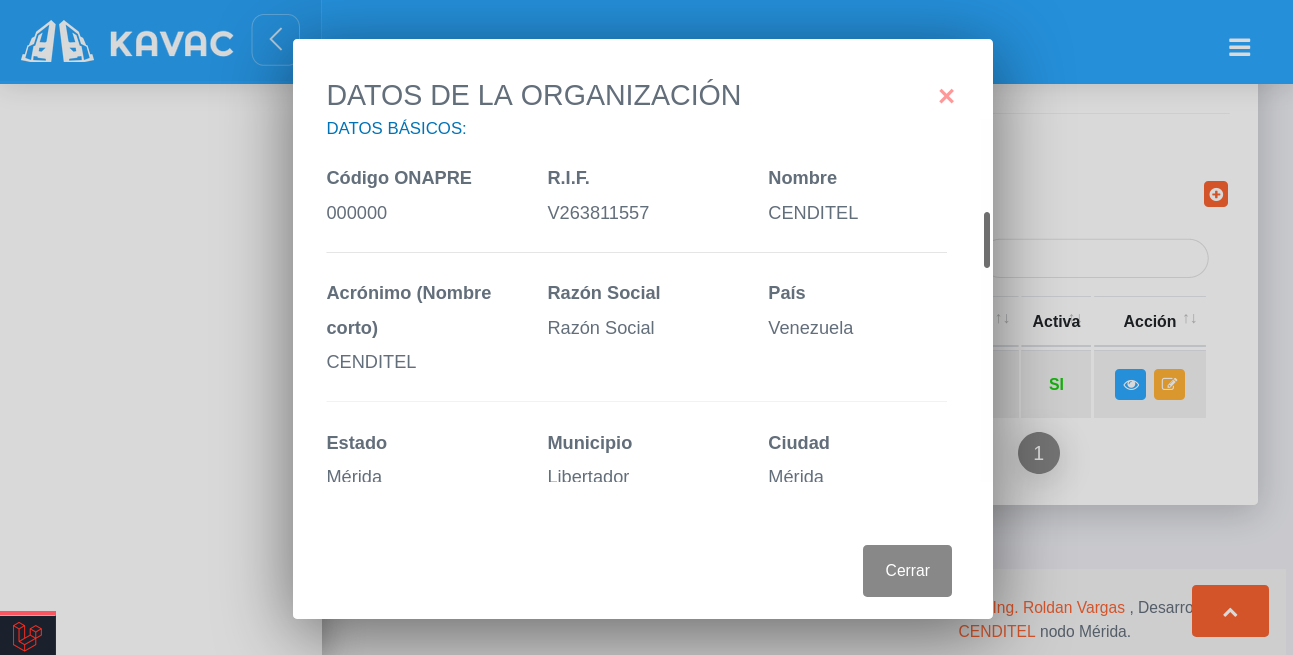 KAVAC
DATOS DE LA ORGANIZACIÓN
×
DATOS BÁSICOS:
Código ONAPRE R.I.F. Nombre
000000 V263811557 CENDITEL
Acrónimo (Nombre corto) Razón Social País
CENDITEL Razón Social Venezuela
Estado Municipio Ciudad
Mérida Libertador Mérida
Cerrar
Activa Acción
SI
1
Ing. Roldan Vargas , Desarro
CENDITEL nodo Mérida.